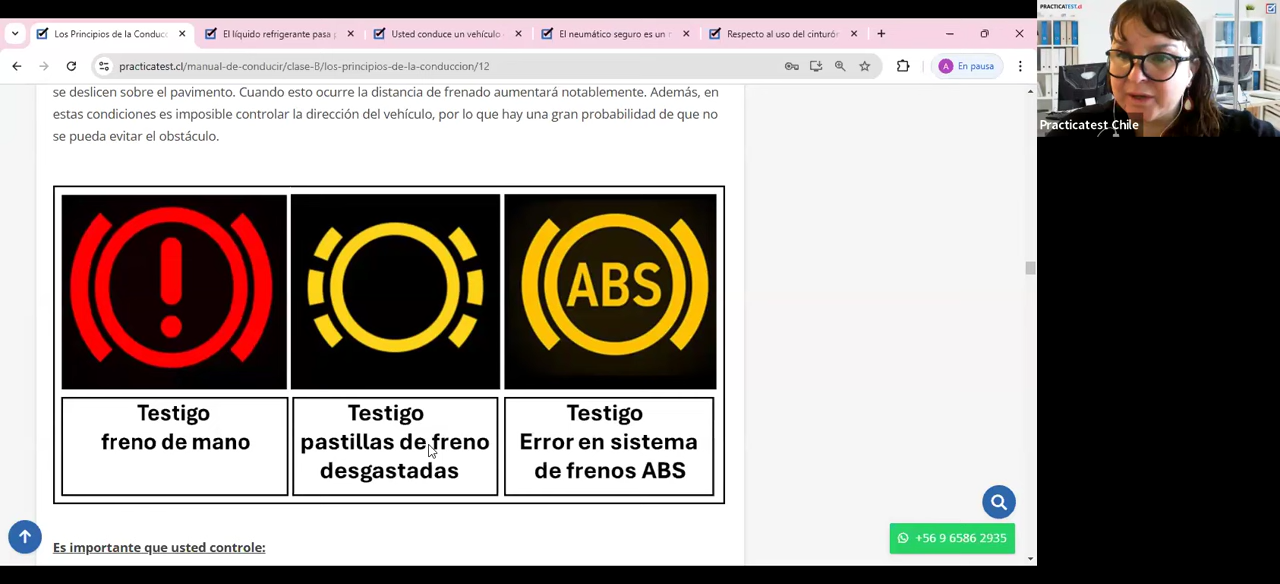 Los Principios de la Conducc
El líquido refrigerante pasa p
Usted conduce un vehículo
El neumático seguro es un
Respecto al uso del cinturón
practicatest.cl/manual-de-conducir/clase-B/los-principios-de-la-conduccion/12
A En pausa
PRACTICATEST.cl
Practicatest Chile
se deslicen sobre el pavimento. Cuando esto ocurre la distancia de frenado aumentará notablemente. Además, en
estas condiciones es imposible controlar la dirección del vehículo, por lo que hay una gran probabilidad de que no
se pueda evitar el obstáculo.
ABS
Testigo
freno de mano
Testigo
pastillas de freno
desgastadas
Testigo
Error en sistema
de frenos ABS
+56 9 6586 2935
Es importante que usted controle: